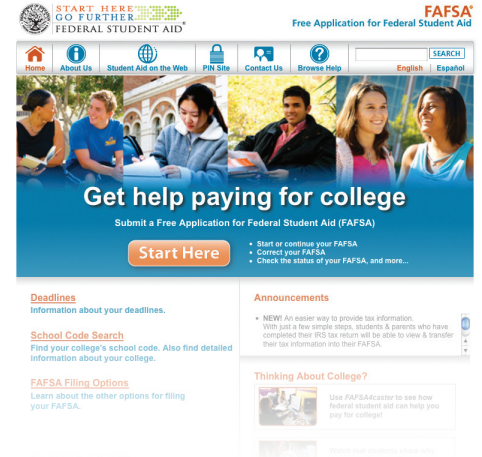 START HERE
GO FURTHER
FEDERAL STUDENT AID®
FAFSA®
Free Application for Federal Student Aid
Home
About Us
Student Aid on the Web
PIN Site
Contact Us
Browse Help
SEARCH
English
Español
Get help paying for college
Submit a Free Application for Federal Student Aid (FAFSA)
Start Here
• Start or continue your FAFSA
• Correct your FAFSA
• Check the status of your FAFSA, and more...
Deadlines
Information about your deadlines.
School Code Search
Find your college's school code. Also find detailed
information about your college.
FAFSA Filing Options
Learn about the other options for filing
your FAFSA.
Announcements
• NEW! An easier way to provide tax information.
With just a few simple steps, students & parents who have
completed their IRS tax return will be able to view & transfer
their tax information into their FAFSA.
Thinking About College?
Use FAFSA4caster to see how
federal student aid can help you
pay for college!